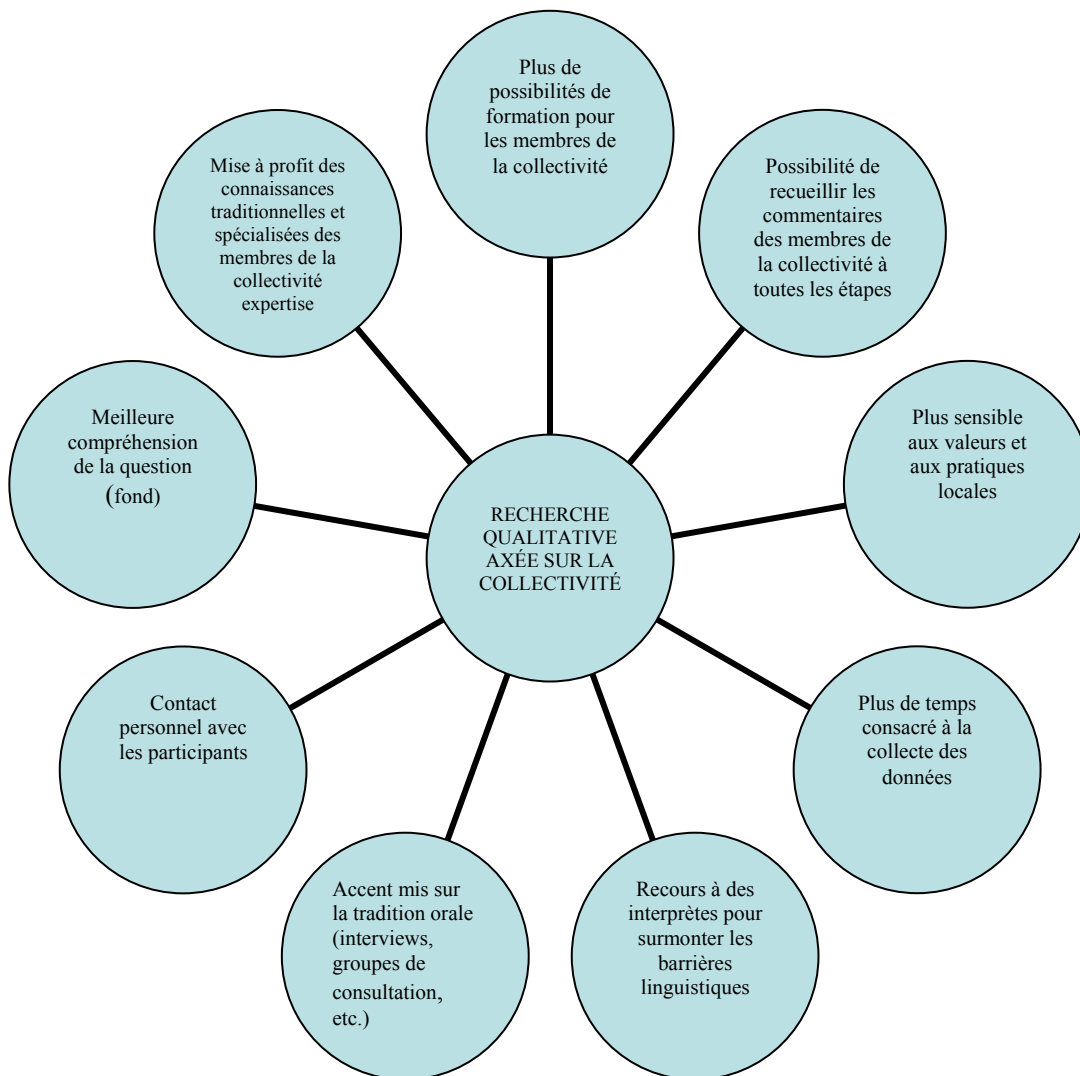 Plus de
possibilités de
formation pour
les membres de
la collectivité
Possibilité de
recueillir les
commentaires
des membres de
la collectivité à
toutes les étapes
Plus sensible
aux valeurs et
aux pratiques
locales
Plus de temps
consacré à la
collecte des
données
Recours à des
interprètes pour
surmonter les
barrières
linguistiques
Accent mis sur
la tradition orale
(interviews,
groupes de
consultation,
etc.)
Contact
personnel avec
les participants
Meilleure
compréhension
de la question
(fond)
Mise à profit des
connaissances
traditionnelles et
spécialisées des
membres de la
collectivité
expertise
RECHERCHE
QUALITATIVE
AXÉE SUR LA
COLLECTIVITÉ